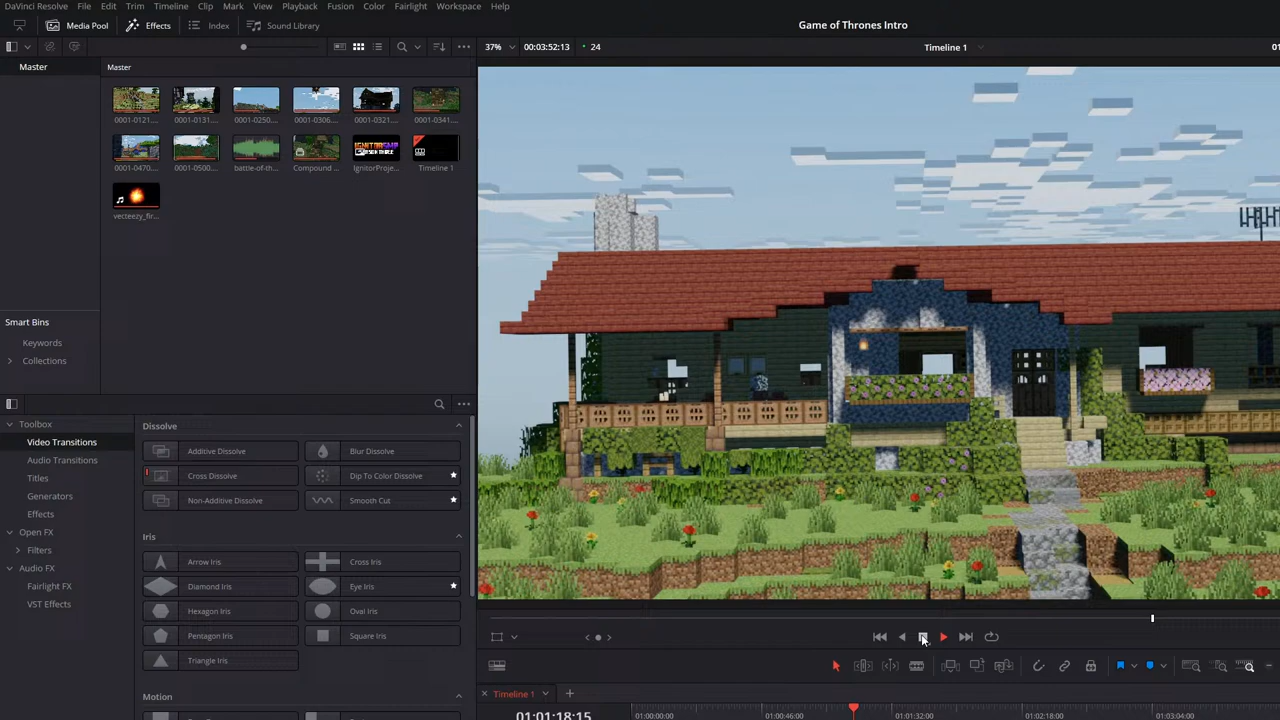 DaVinci Resolve File Edit Trim Timeline Clip Mark View Playback Fusion Color Fairlight Workspace Help
Media Pool Effects Index Sound Library Game of Thrones Intro
37% 00:03:52:13 24 Timeline 1 01
Master Master
0001-0121.... 0001-0131.... 0001-0250.... 0001-0306.... 0001-0321.... 0001-0341....
0001-0470.... 0001-0500.... battle-of-th... Compound ... IgnitorProje... Timeline 1
vecteezy_fir...
Smart Bins
Keywords
Collections
Toolbox
Video Transitions
Audio Transitions
Titles
Generators
Effects
Open FX
Filters
Audio FX
Fairlight FX
VST Effects
Dissolve
Additive Dissolve Blur Dissolve
Cross Dissolve Dip To Color Dissolve
Non-Additive Dissolve Smooth Cut
Iris
Arrow Iris Cross Iris
Diamond Iris Eye Iris
Hexagon Iris Oval Iris
Pentagon Iris Square Iris
Triangle Iris
Motion
Timeline 1
01:01:18:15 01:00:00:00 01:00:46:00 01:01:32:00 01:02:18:00 01:03:04:00